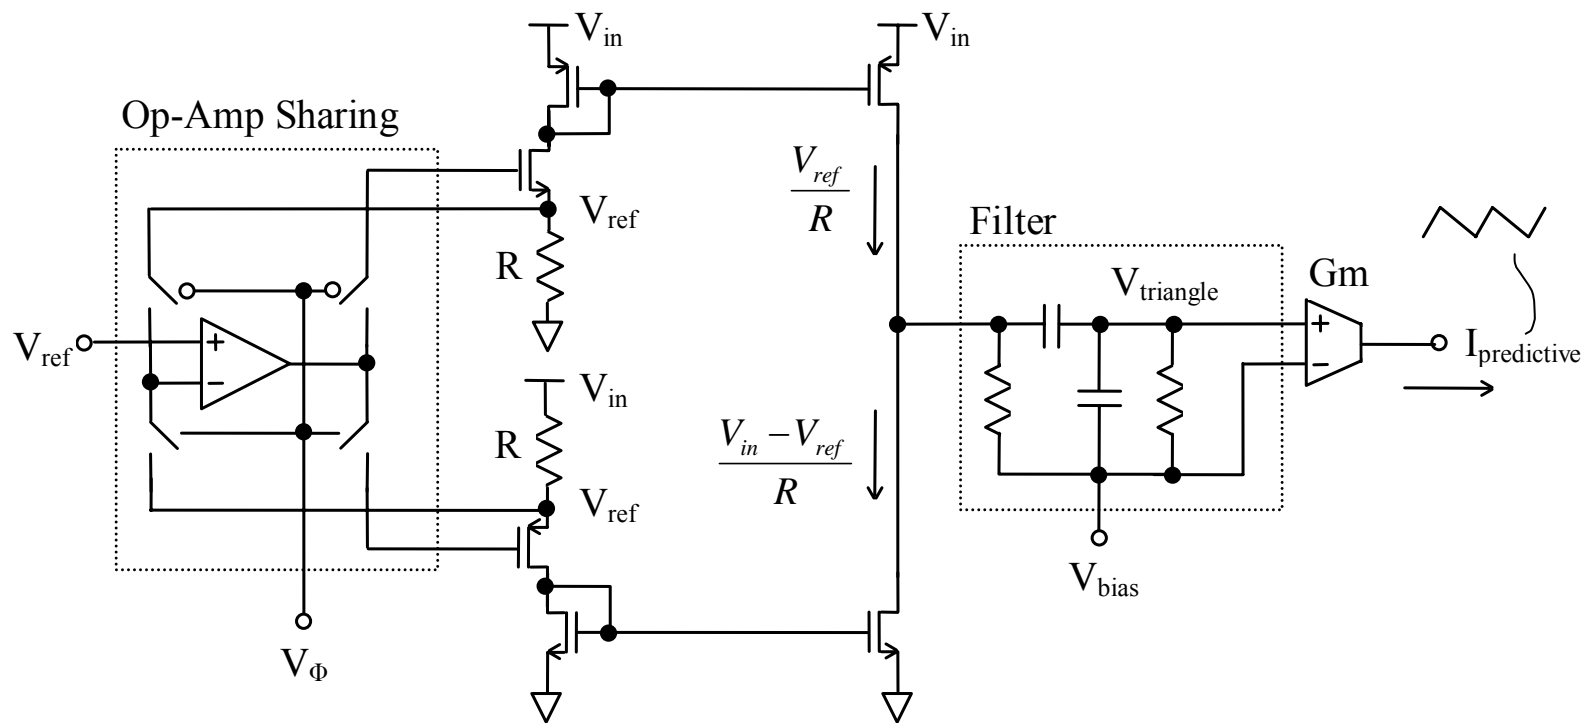 V_in
V_in
Op-Amp Sharing
V_ref
R
V_ref / R
Filter
V_triangle
Gm
V_ref
+
−
R
+
−
I_predictive
V_in
R
V_ref
V_in − V_ref / R
V_bias
V_Φ